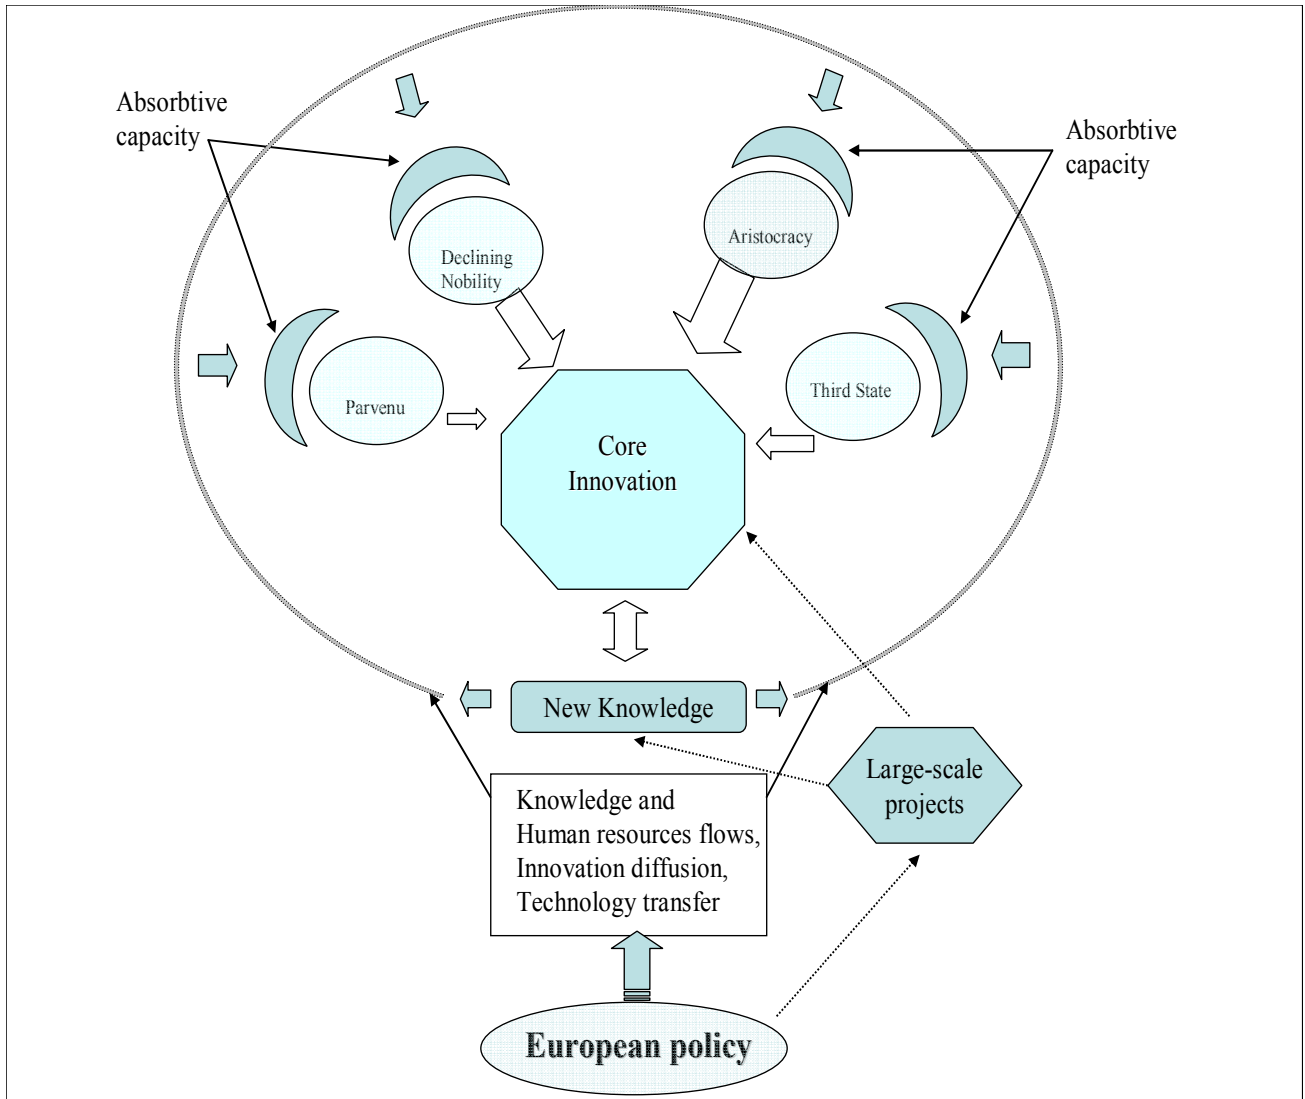 Absorbtive
capacity
Absorbtive
capacity
Declining
Nobility
Aristocracy
Parvenu
Third State
Core
Innovation
New Knowledge
Large-scale
projects
Knowledge and
Human resources flows,
Innovation diffusion,
Technology transfer
European policy